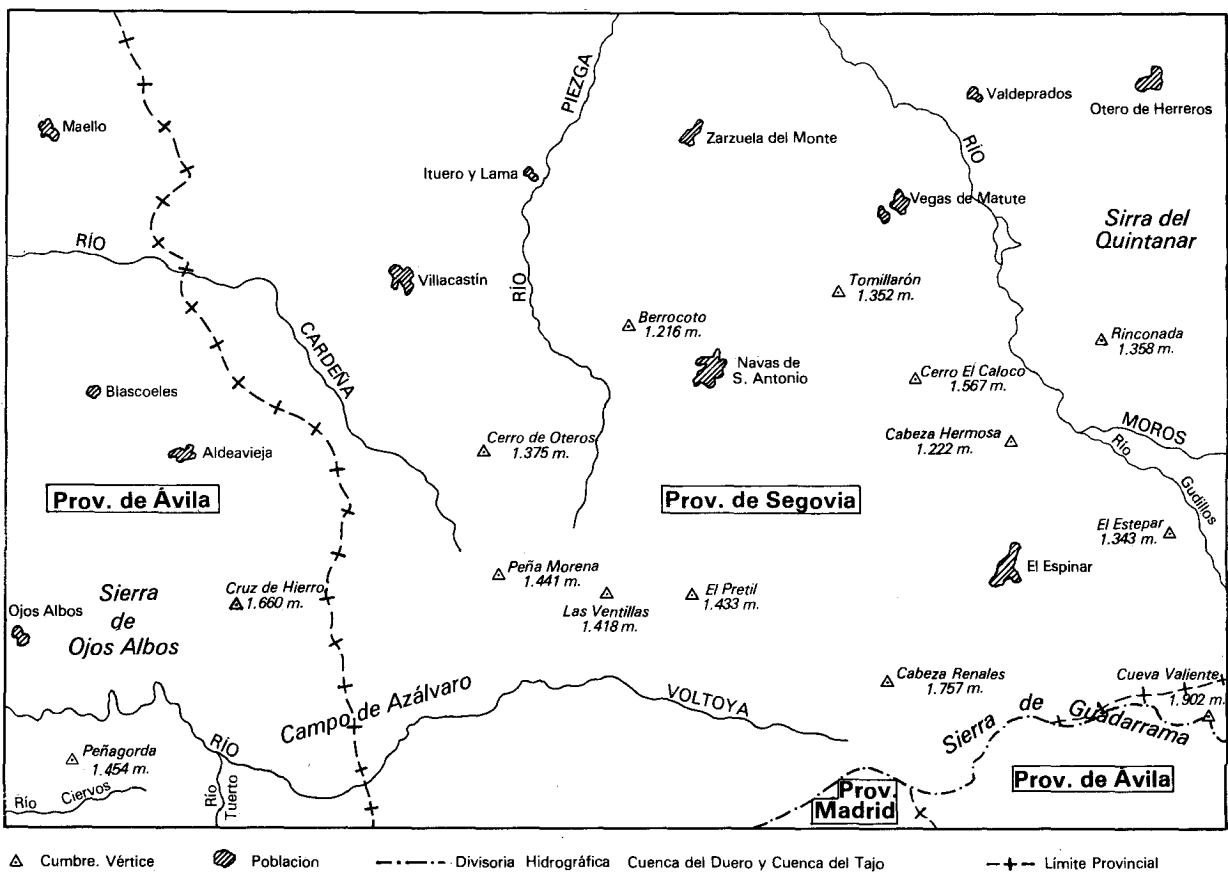 PIEZGA
Valdeprados
Otero de Herreros
Maello
Zarzuela del Monte
RÍO
Ituero y Lama
Vegas de Matute
Sirra del
Quintanar
RÍO
Villacastín
RÍO
Tomillarón
1.352 m.
Berrocoto
1.216 m.
Rinconada
1.358 m.
CARDEÑA
Navas de
S. Antonio
Cerro El Caloco
1.567 m.
Blascoeles
MOROS
Cerro de Oteros
1.375 m.
Cabeza Hermosa
1.222 m.
Río
Gudillos
Aldeavieja
Prov. de Ávila
Prov. de Segovia
El Estepar
1.343 m.
Peña Morena
1.441 m.
El Espinar
Cruz de Hierro
1.660 m.
Sierra
de
Ojos Albos
El Pretil
1.433 m.
Las Ventillas
1.418 m.
Ojos Albos
Cabeza Renales
1.757 m.
Cueva Valiente
1.902 m.
Campo de Azálvaro
VOLTOYA
Sierra de Guadarrama
RÍO
Peñagorda
1.454 m.
Prov. de Ávila
Prov.
Madrid
Río Ciervos
Río
Tuerto
Cumbre. Vértice
Poblacion
Divisoria Hidrográfica Cuenca del Duero y Cuenca del Tajo
Límite Provincial